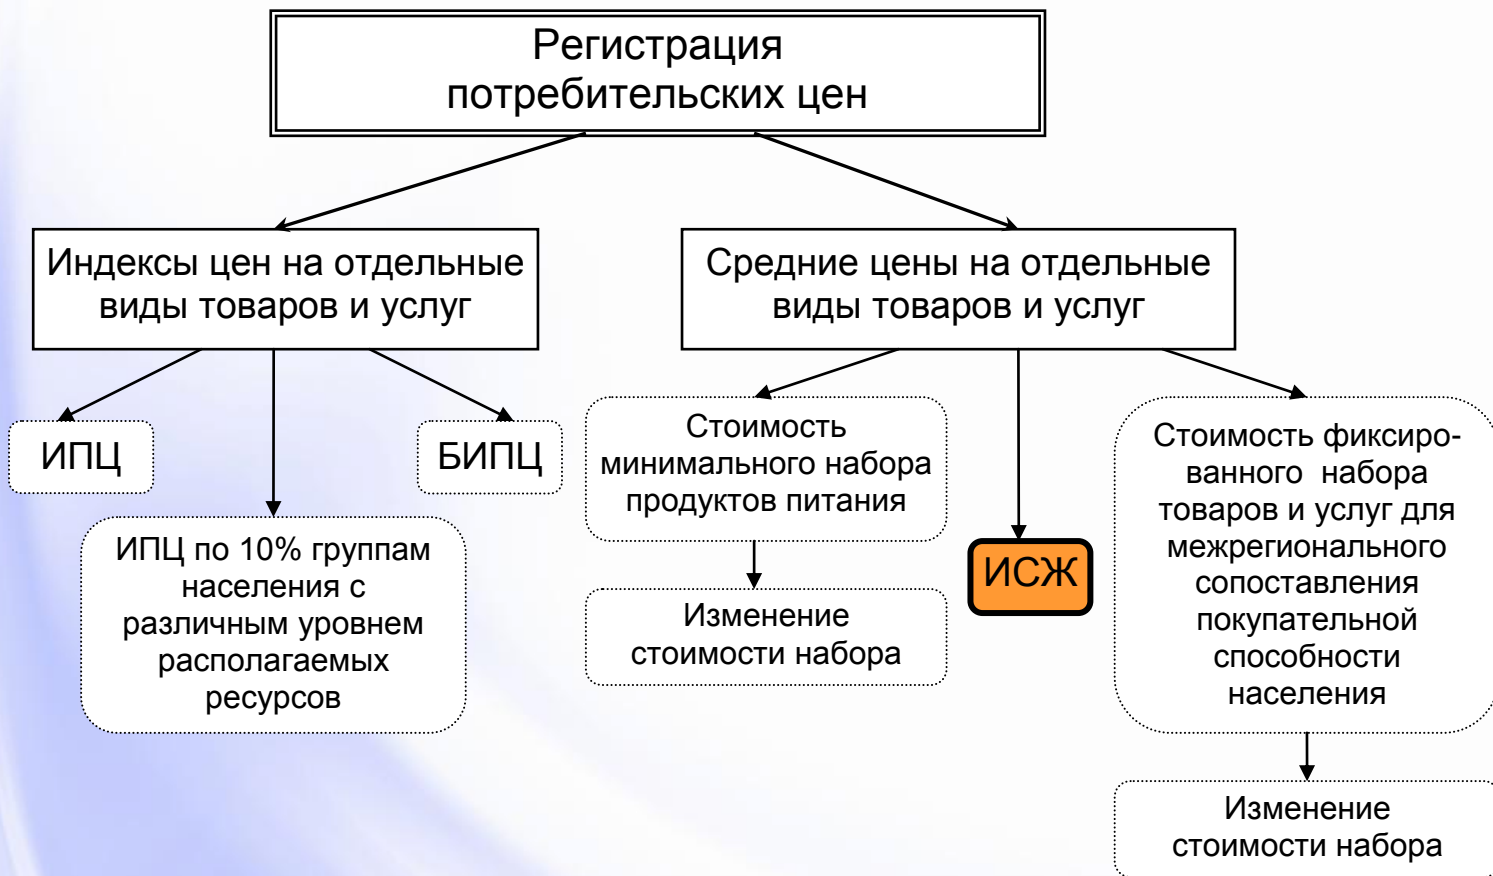 Регистрация
потребительских цен
Индексы цен на отдельные
виды товаров и услуг
Средние цены на отдельные
виды товаров и услуг
ИПЦ
БИПЦ
ИПЦ по 10% группам
населения с
различным уровнем
располагаемых
ресурсов
Стоимость
минимального набора
продуктов питания
Изменение
стоимости набора
ИСЖ
Стоимость фиксиро-
ванного набора
товаров и услуг для
межрегионального
сопоставления
покупательной
способности
населения
Изменение
стоимости набора